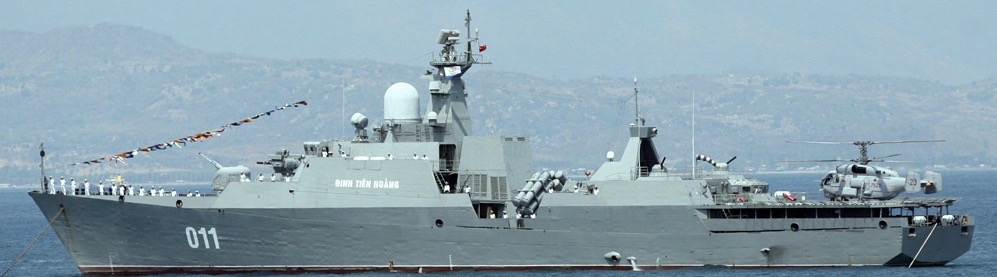 ĐINH TIÊN HOÀNG
011